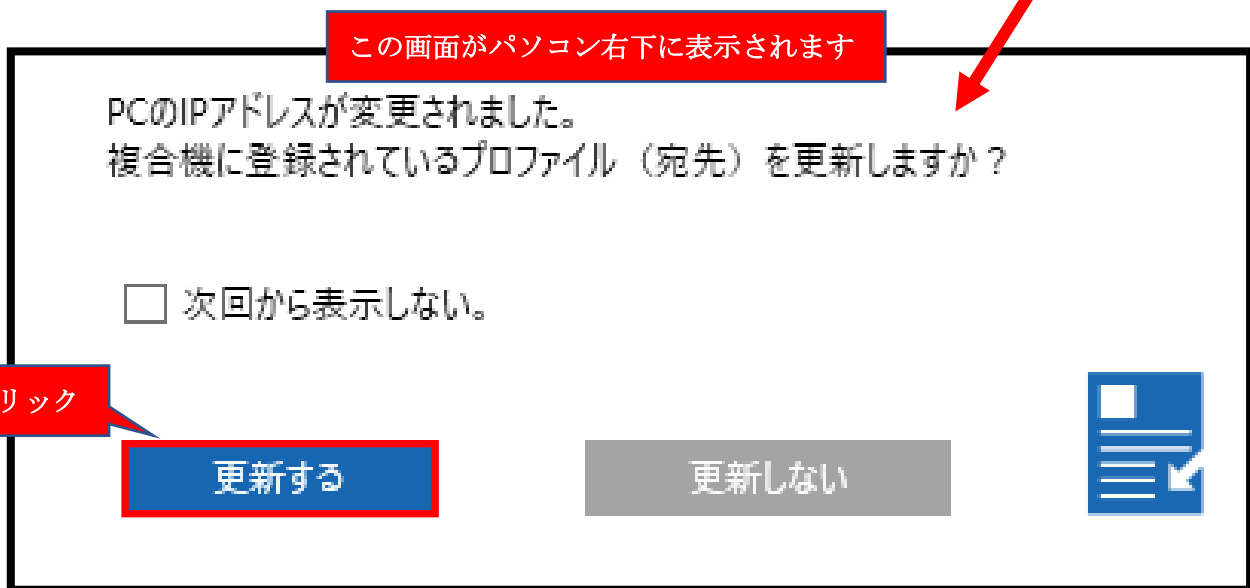 この画面がパソコン右下に表示されます
PCのIPアドレスが変更されました。
複合機に登録されているプロファイル（宛先）を更新しますか？
次回から表示しない。
リック
更新する
更新しない